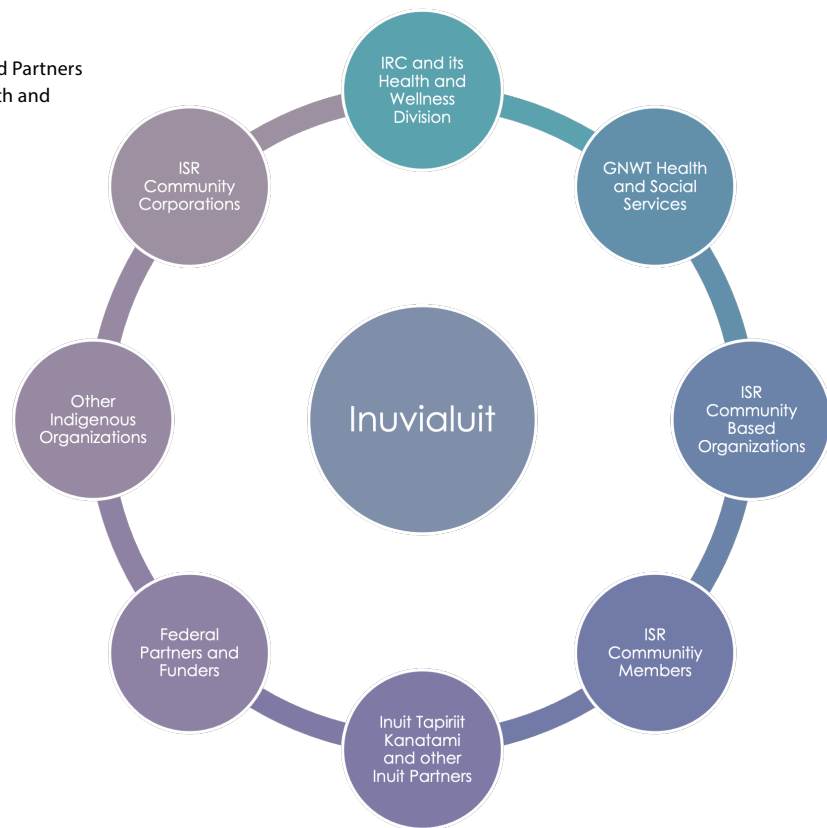 d Partners
th and
IRC and its
Health and
Wellness
Division
GNWT Health
and Social
Services
ISR
Community
Based
Organizations
ISR
Communitiy
Members
Inuit Tapiriit
Kanatami
and other
Inuit Partners
Federal
Partners and
Funders
Other
Indigenous
Organizations
ISR
Community
Corporations
Inuvialuit